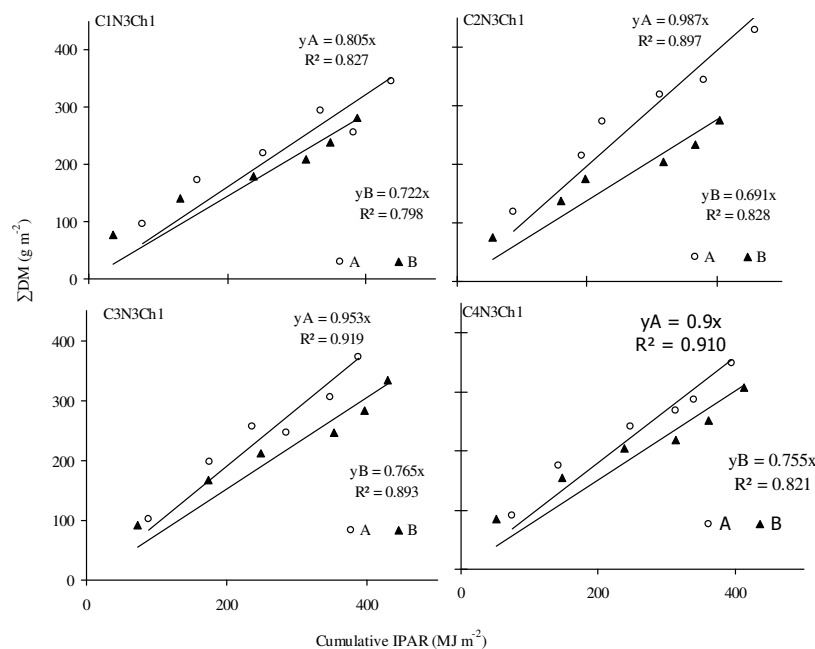 C1N3Ch1
yA = 0.805x
R² = 0.827
400
300
200
100
0
yB = 0.722x
R² = 0.798
A B
C2N3Ch1
yA = 0.987x
R² = 0.897
yB = 0.691x
R² = 0.828
A B
∑DM (g m-2)
C3N3Ch1
yA = 0.953x
R² = 0.919
400
300
200
100
0
yB = 0.765x
R² = 0.893
A B
0 200 400
C4N3Ch1
yA = 0.9x
R² = 0.910
yB = 0.755x
R² = 0.821
A B
0 200 400
Cumulative IPAR (MJ m-2)